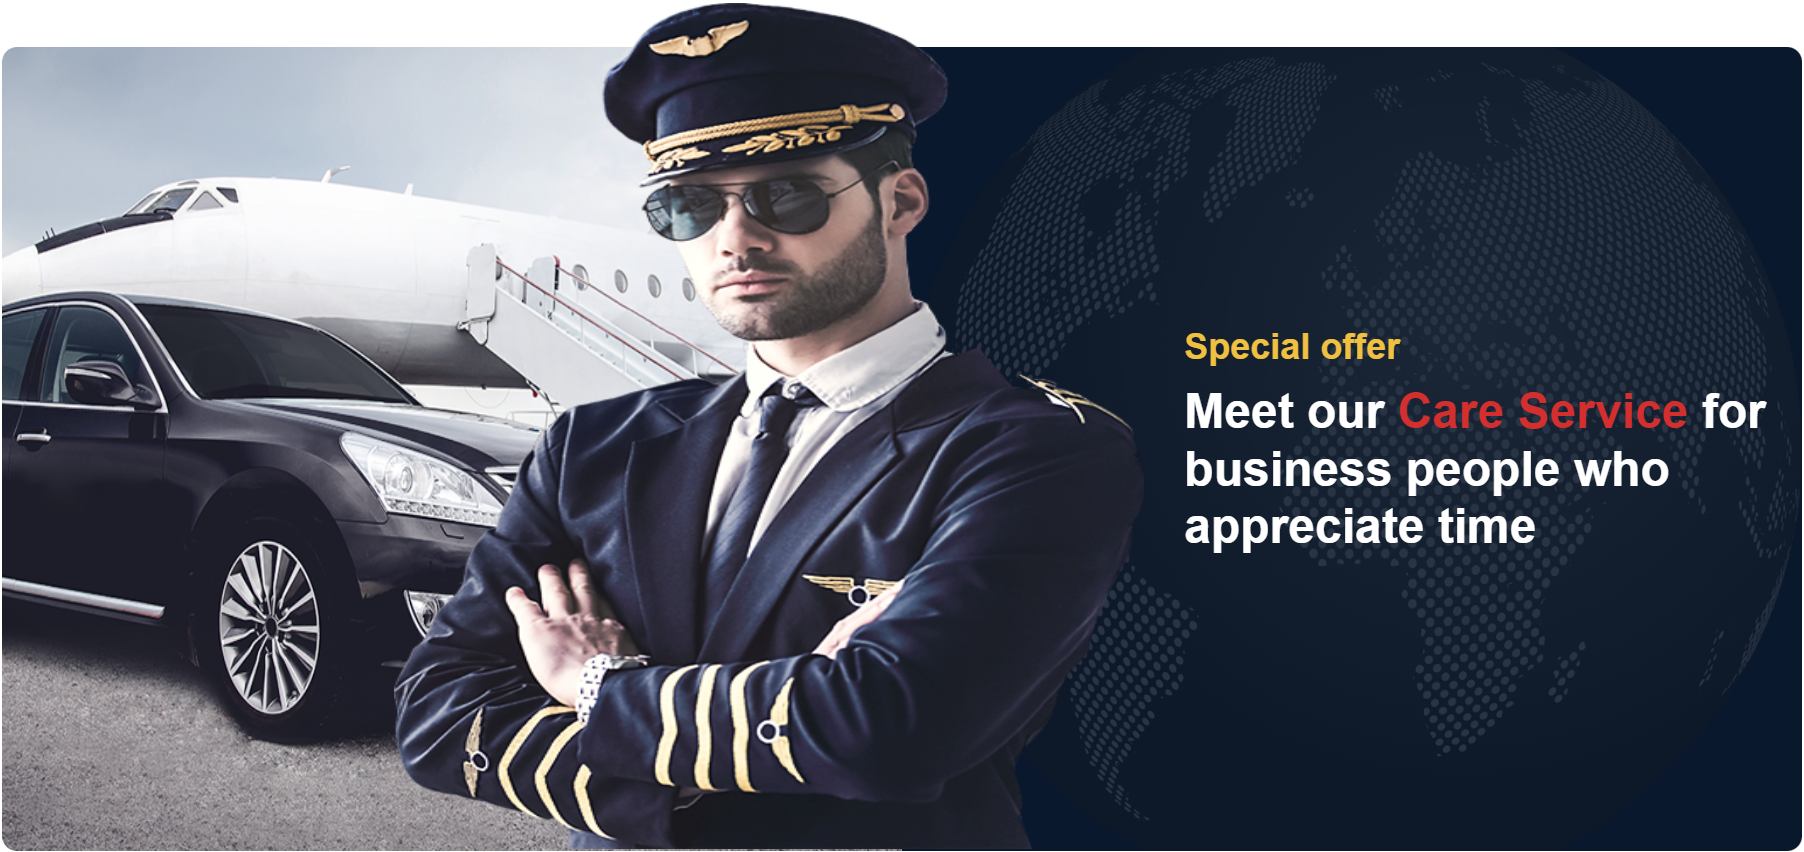 Special offer
Meet our Care Service for
business people who
appreciate time